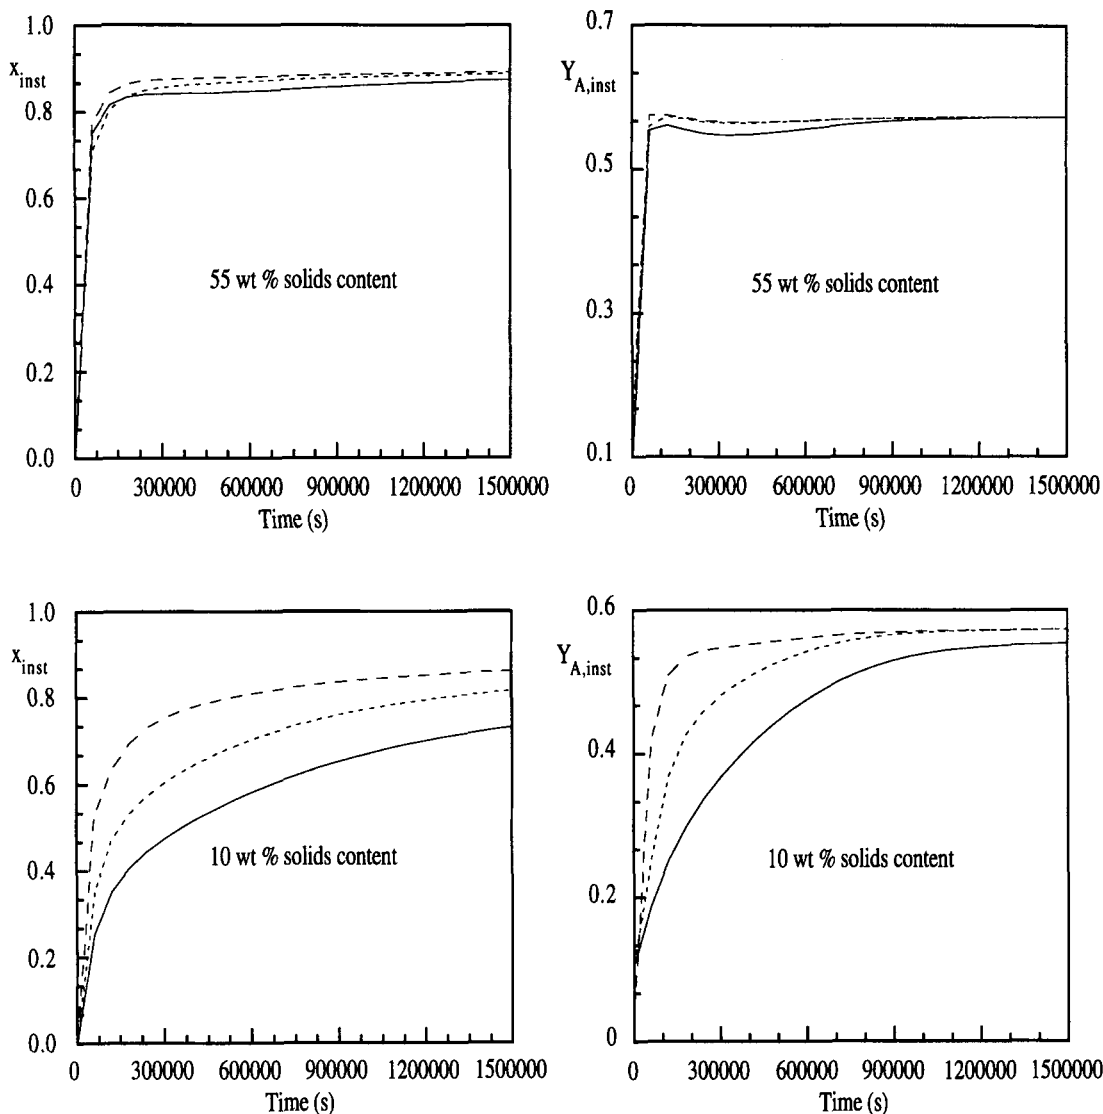 1.0
x_inst
0.8
0.6
0.4
0.2
0.0
55 wt % solids content
0 300000 600000 900000 1200000 1500000
Time (s)
0.7
Y_A,inst
0.5
0.3
0.1
55 wt % solids content
0 300000 600000 900000 1200000 1500000
Time (s)
1.0
x_inst
0.8
0.6
0.4
0.2
0.0
10 wt % solids content
0 300000 600000 900000 1200000 1500000
Time (s)
0.6
Y_A,inst
0.4
0.2
0
10 wt % solids content
0 300000 600000 900000 1200000 1500000
Time (s)